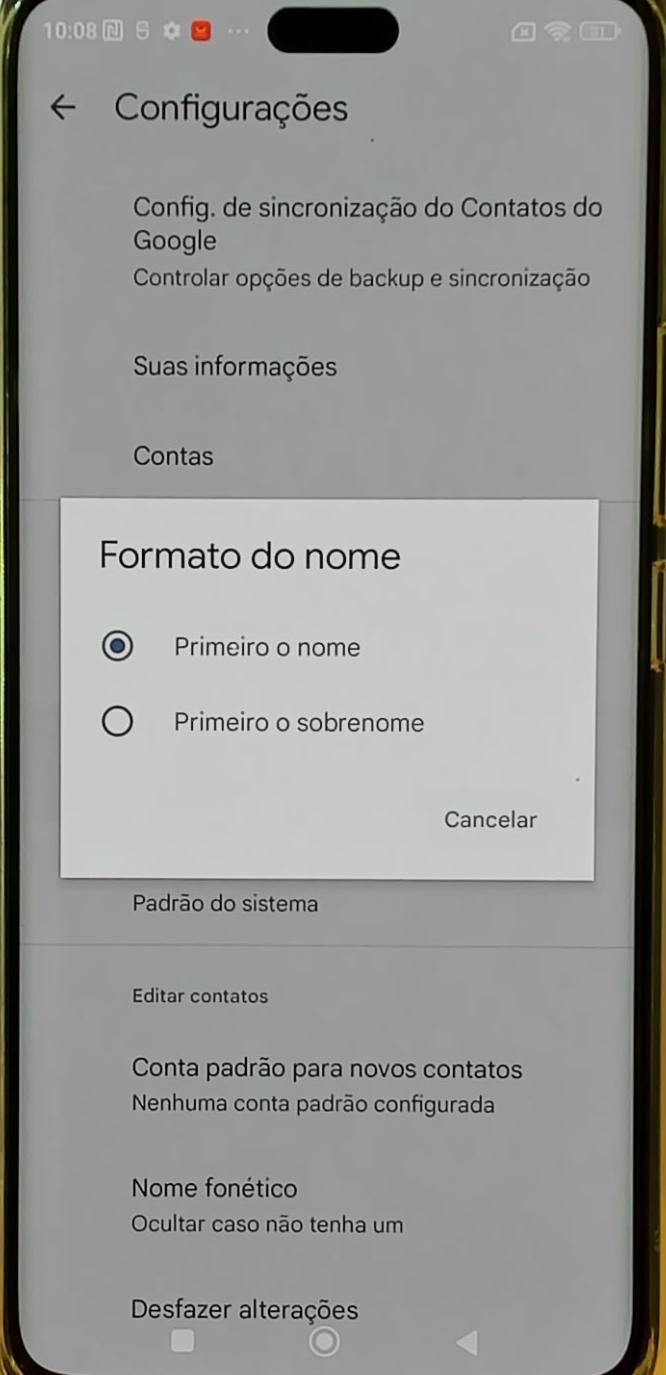 10:08
Configurações
Config. de sincronização do Contatos do
Google
Controlar opções de backup e sincronização
Suas informações
Contas
Formato do nome
Primeiro o nome
Primeiro o sobrenome
Cancelar
Padrão do sistema
Editar contatos
Conta padrão para novos contatos
Nenhuma conta padrão configurada
Nome fonético
Ocultar caso não tenha um
Desfazer alterações